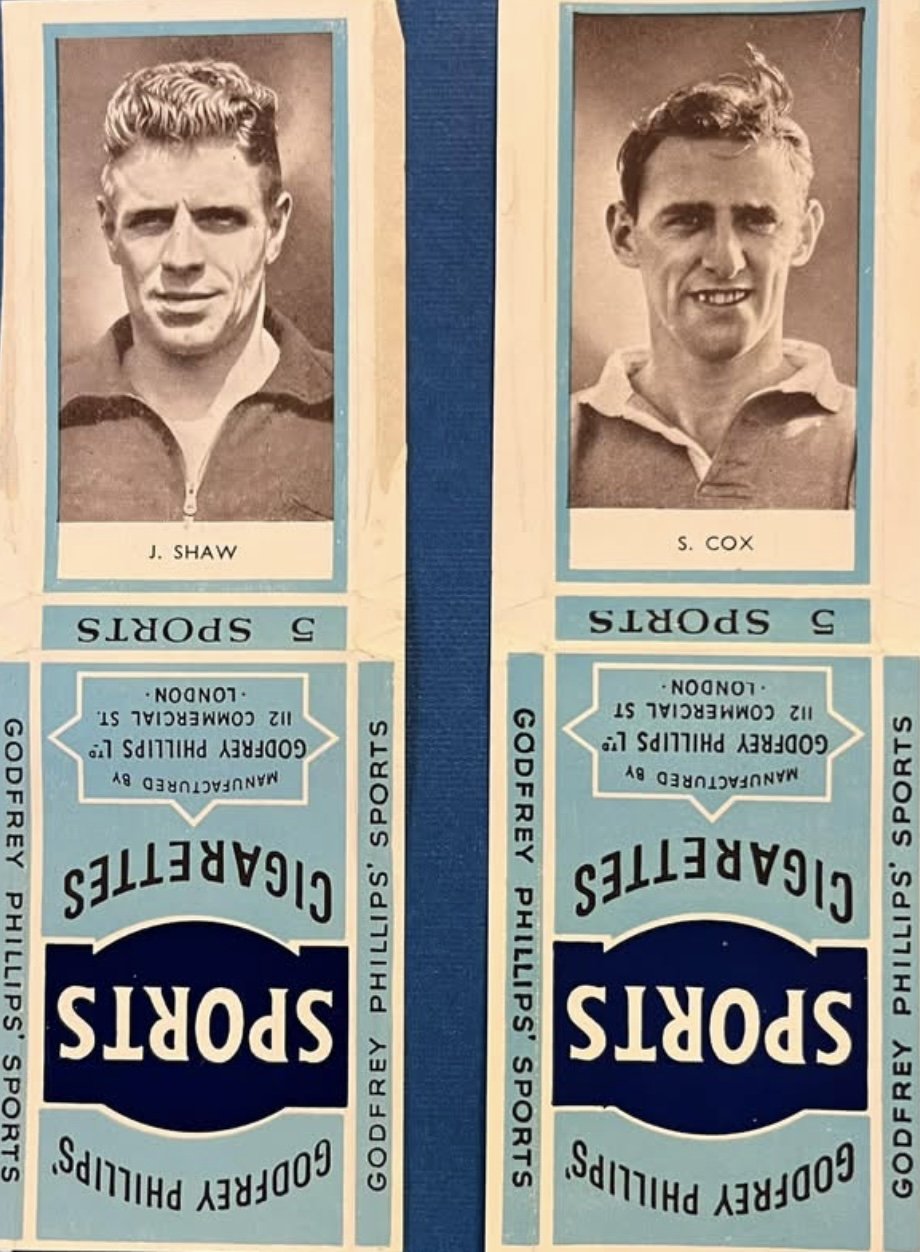 J. SHAW
5 SPORTS
MANUFACTURED BY
GODFREY PHILLIPS LTD
112 COMMERCIAL ST.
· LONDON ·
CIGARETTES
SPORTS
GODFREY PHILLIPS'
GODFREY PHILLIPS' SPORTS
GODFREY PHILLIPS' SPORTS
S. COX
5 SPORTS
MANUFACTURED BY
GODFREY PHILLIPS LTD
112 COMMERCIAL ST
· LONDON ·
CIGARETTES
SPORTS
GODFREY PHILLIPS'
GODFREY PHILLIPS' SPORTS
GODFREY PHILLIPS' SPORTS